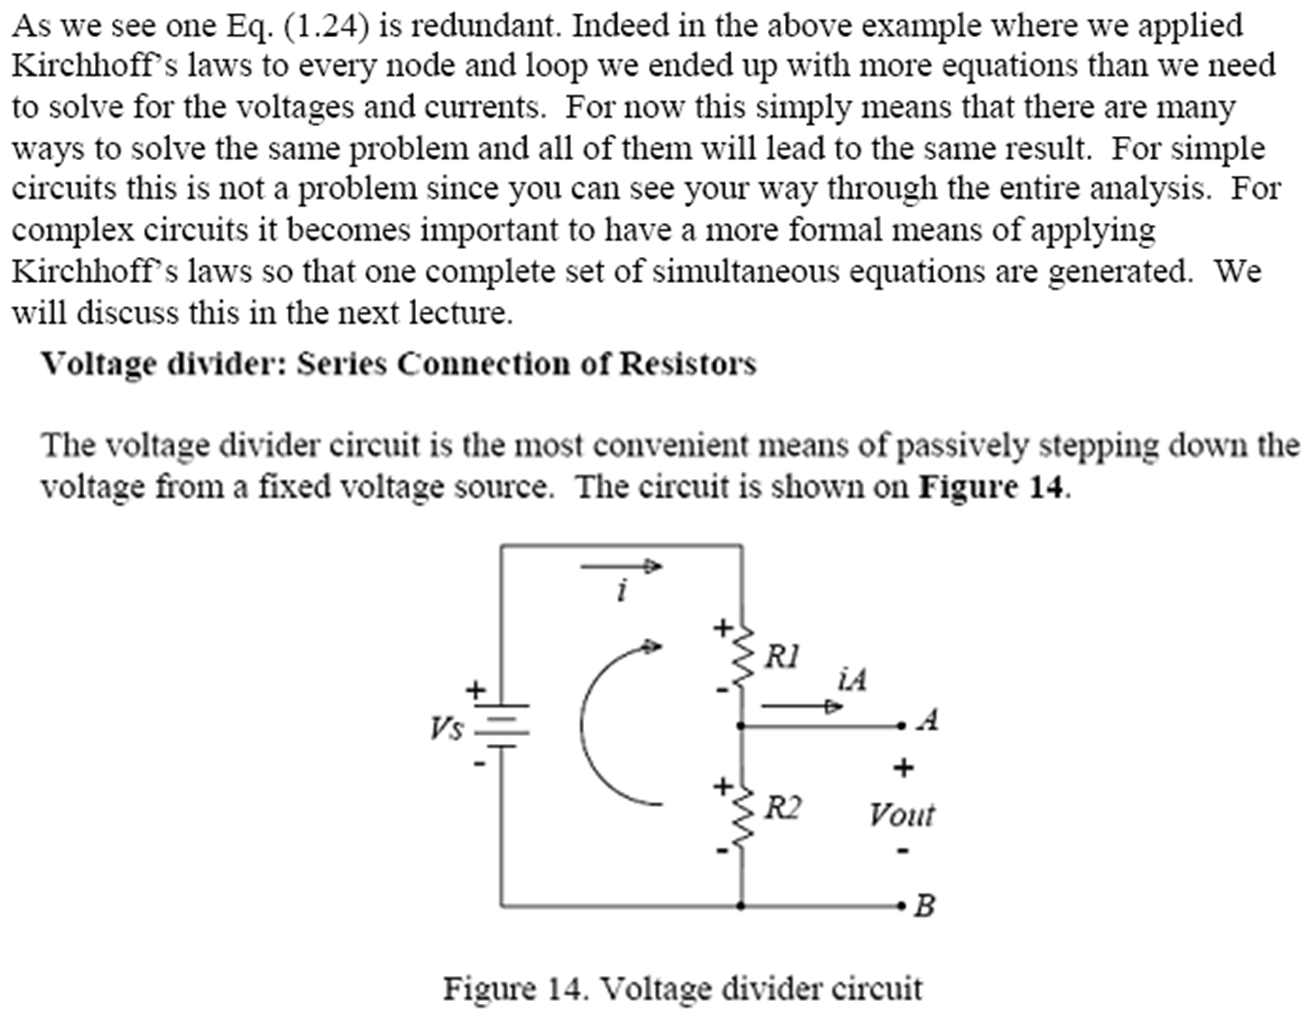 As we see one Eq. (1.24) is redundant. Indeed in the above example where we applied
Kirchhoff's laws to every node and loop we ended up with more equations than we need
to solve for the voltages and currents.  For now this simply means that there are many
ways to solve the same problem and all of them will lead to the same result.  For simple
circuits this is not a problem since you can see your way through the entire analysis.  For
complex circuits it becomes important to have a more formal means of applying
Kirchhoff's laws so that one complete set of simultaneous equations are generated.  We
will discuss this in the next lecture.
Voltage divider: Series Connection of Resistors
The voltage divider circuit is the most convenient means of passively stepping down the
voltage from a fixed voltage source.  The circuit is shown on Figure 14.
i
+
R1
-
iA
+
Vs
-
A
+
+
R2
Vout
-
-
B
Figure 14. Voltage divider circuit